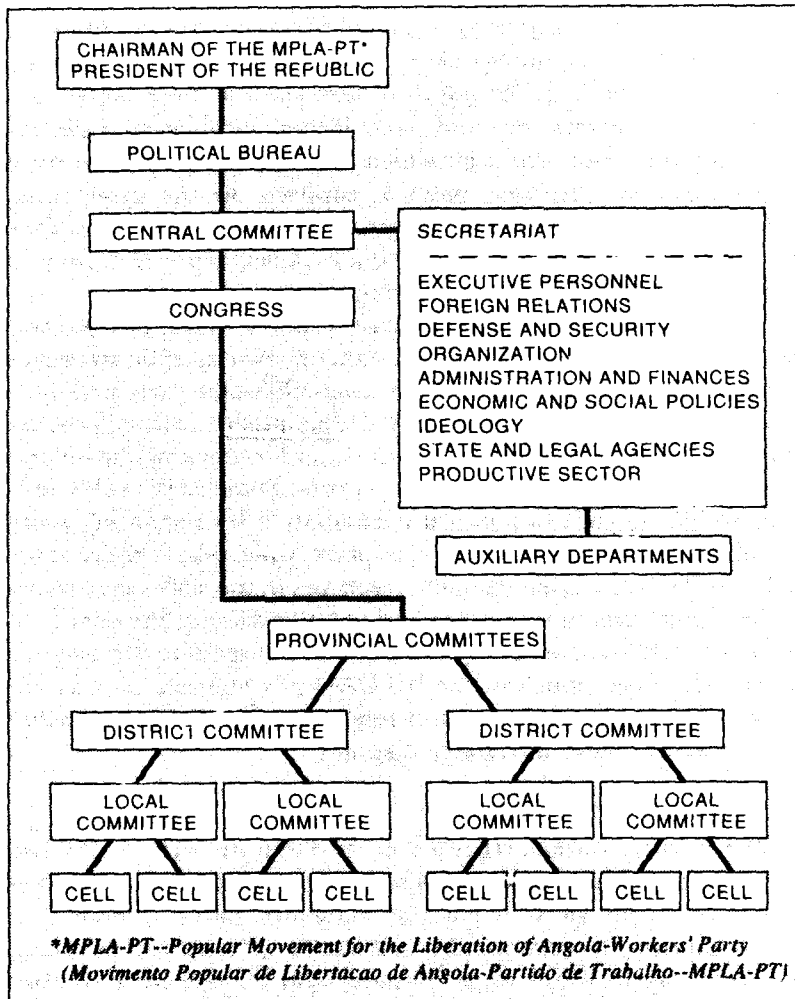 CHAIRMAN OF THE MPLA-PT*
PRESIDENT OF THE REPUBLIC
POLITICAL BUREAU
CENTRAL COMMITTEE
SECRETARIAT
EXECUTIVE PERSONNEL
FOREIGN RELATIONS
DEFENSE AND SECURITY
ORGANIZATION
ADMINISTRATION AND FINANCES
ECONOMIC AND SOCIAL POLICIES
IDEOLOGY
STATE AND LEGAL AGENCIES
PRODUCTIVE SECTOR
CONGRESS
AUXILIARY DEPARTMENTS
PROVINCIAL COMMITTEES
DISTRICT COMMITTEE
DISTRICT COMMITTEE
LOCAL
COMMITTEE
LOCAL
COMMITTEE
LOCAL
COMMITTEE
LOCAL
COMMITTEE
CELL
CELL
CELL
CELL
CELL
CELL
CELL
CELL
*MPLA-PT--Popular Movement for the Liberation of Angola-Workers' Party
(Movimento Popular de Libertacao de Angola-Partido de Trabalho--MPLA-PT)